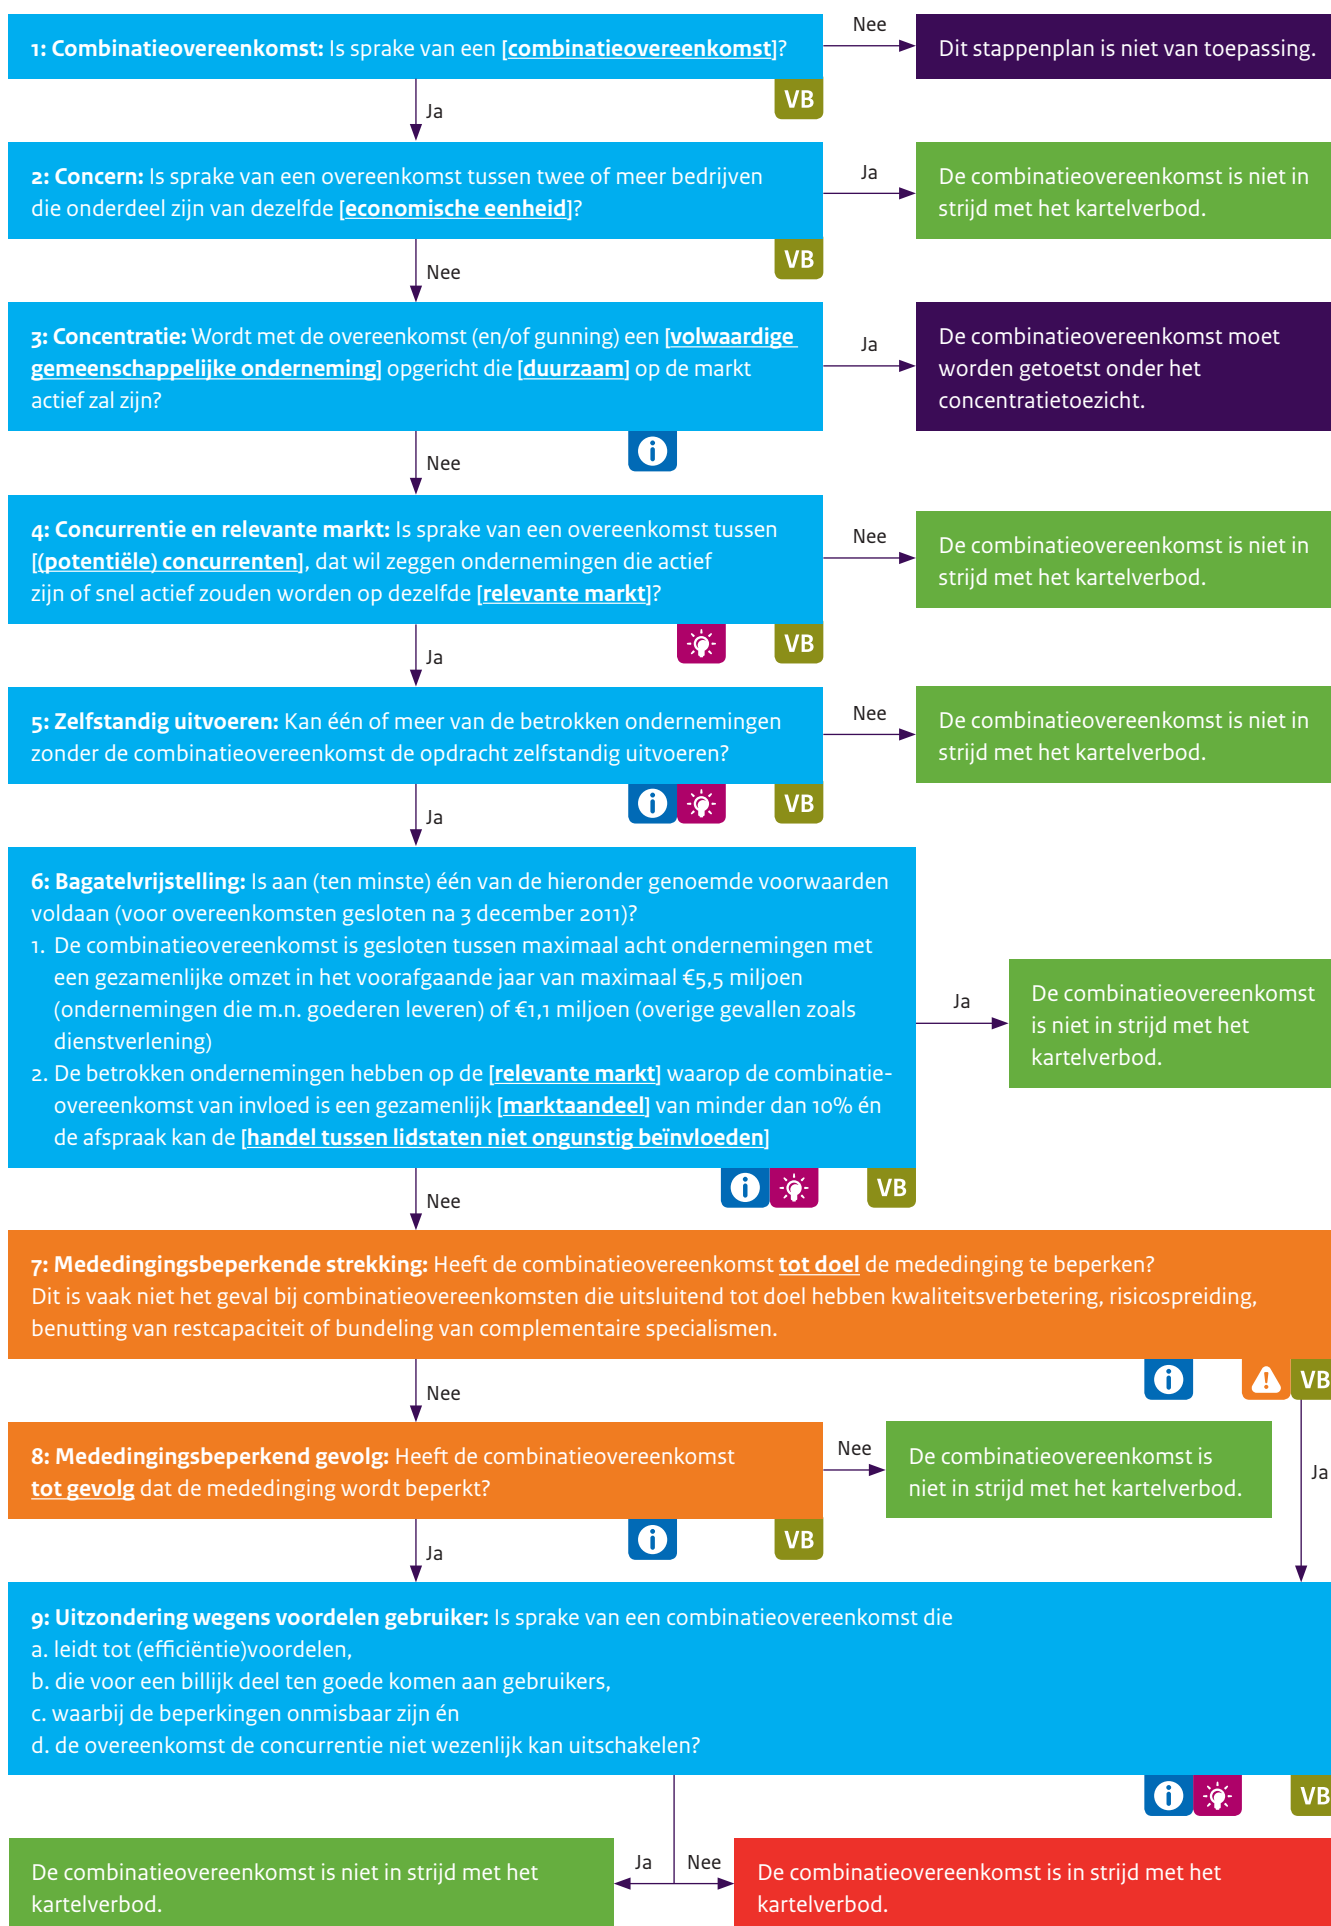 1: Combinatieovereenkomst: Is sprake van een [combinatieovereenkomst]?
Nee
Dit stappenplan is niet van toepassing.
VB
Ja
2: Concern: Is sprake van een overeenkomst tussen twee of meer bedrijven
die onderdeel zijn van dezelfde [economische eenheid]?
Ja
De combinatieovereenkomst is niet in
strijd met het kartelverbod.
VB
Nee
3: Concentratie: Wordt met de overeenkomst (en/of gunning) een [volwaardige
gemeenschappelijke onderneming] opgericht die [duurzaam] op de markt
actief zal zijn?
Ja
De combinatieovereenkomst moet
worden getoetst onder het
concentratietoezicht.
i
Nee
4: Concurrentie en relevante markt: Is sprake van een overeenkomst tussen
[(potentiële) concurrenten], dat wil zeggen ondernemingen die actief
zijn of snel actief zouden worden op dezelfde [relevante markt]?
Nee
De combinatieovereenkomst is niet in
strijd met het kartelverbod.
VB
Ja
5: Zelfstandig uitvoeren: Kan één of meer van de betrokken ondernemingen
zonder de combinatieovereenkomst de opdracht zelfstandig uitvoeren?
Nee
De combinatieovereenkomst is niet in
strijd met het kartelverbod.
i VB
Ja
6: Bagatelvrijstelling: Is aan (ten minste) één van de hieronder genoemde voorwaarden
voldaan (voor overeenkomsten gesloten na 3 december 2011)?
1. De combinatieovereenkomst is gesloten tussen maximaal acht ondernemingen met
een gezamenlijke omzet in het voorafgaande jaar van maximaal €5,5 miljoen
(ondernemingen die m.n. goederen leveren) of €1,1 miljoen (overige gevallen zoals
dienstverlening)
2. De betrokken ondernemingen hebben op de [relevante markt] waarop de combinatie-
overeenkomst van invloed is een gezamenlijk [marktaandeel] van minder dan 10% én
de afspraak kan de [handel tussen lidstaten niet ongunstig beïnvloeden]
Ja
De combinatieovereenkomst
is niet in strijd met het
kartelverbod.
i VB
Nee
7: Mededingingsbeperkende strekking: Heeft de combinatieovereenkomst tot doel de mededinging te beperken?
Dit is vaak niet het geval bij combinatieovereenkomsten die uitsluitend tot doel hebben kwaliteitsverbetering, risicospreiding,
benutting van restcapaciteit of bundeling van complementaire specialismen.
i ! VB
Nee
8: Mededingingsbeperkend gevolg: Heeft de combinatieovereenkomst
tot gevolg dat de mededinging wordt beperkt?
Nee
De combinatieovereenkomst is
niet in strijd met het kartelverbod.
Ja
i VB
Ja
9: Uitzondering wegens voordelen gebruiker: Is sprake van een combinatieovereenkomst die
a. leidt tot (efficiëntie)voordelen,
b. die voor een billijk deel ten goede komen aan gebruikers,
c. waarbij de beperkingen onmisbaar zijn én
d. de overeenkomst de concurrentie niet wezenlijk kan uitschakelen?
i VB
Ja
Nee
De combinatieovereenkomst is niet in strijd met het
kartelverbod.
De combinatieovereenkomst is in strijd met het
kartelverbod.